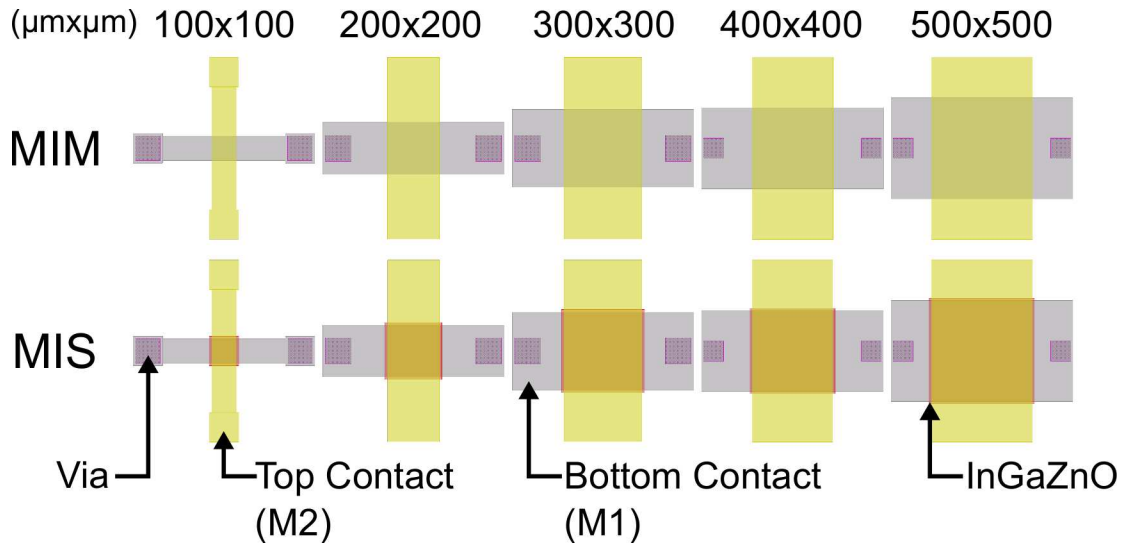 (μmxμm) 100x100 200x200 300x300 400x400 500x500
MIM
MIS
Via Top Contact Bottom Contact InGaZnO
(M2) (M1)